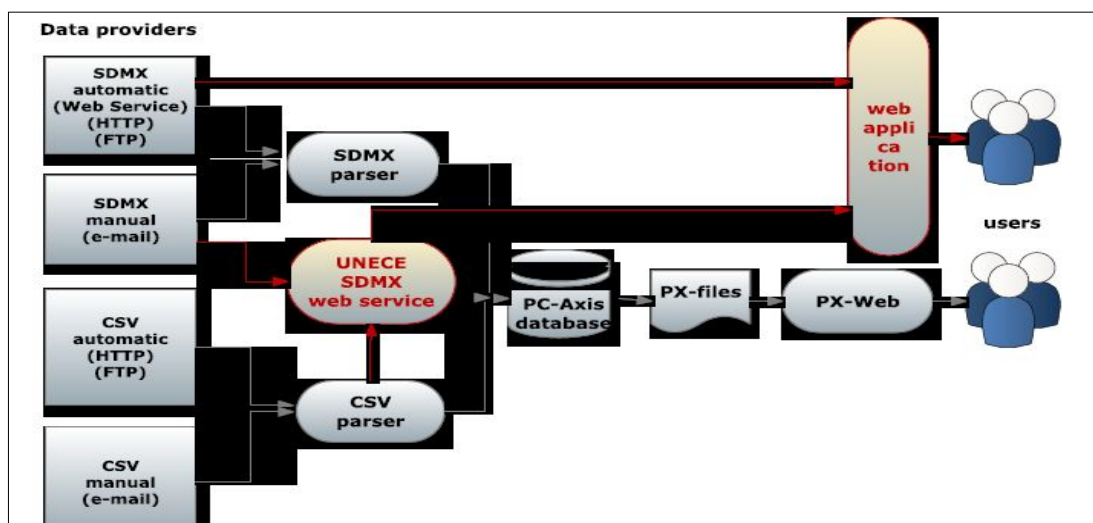 Data providers
SDMX
automatic
(Web Service)
(HTTP)
(FTP)
SDMX
manual
(e-mail)
CSV
automatic
(HTTP)
(FTP)
CSV
manual
(e-mail)
SDMX
parser
UNECE
SDMX
web service
CSV
parser
PC-Axis
database
PX-files
PX-Web
web
appli
ca
tion
users